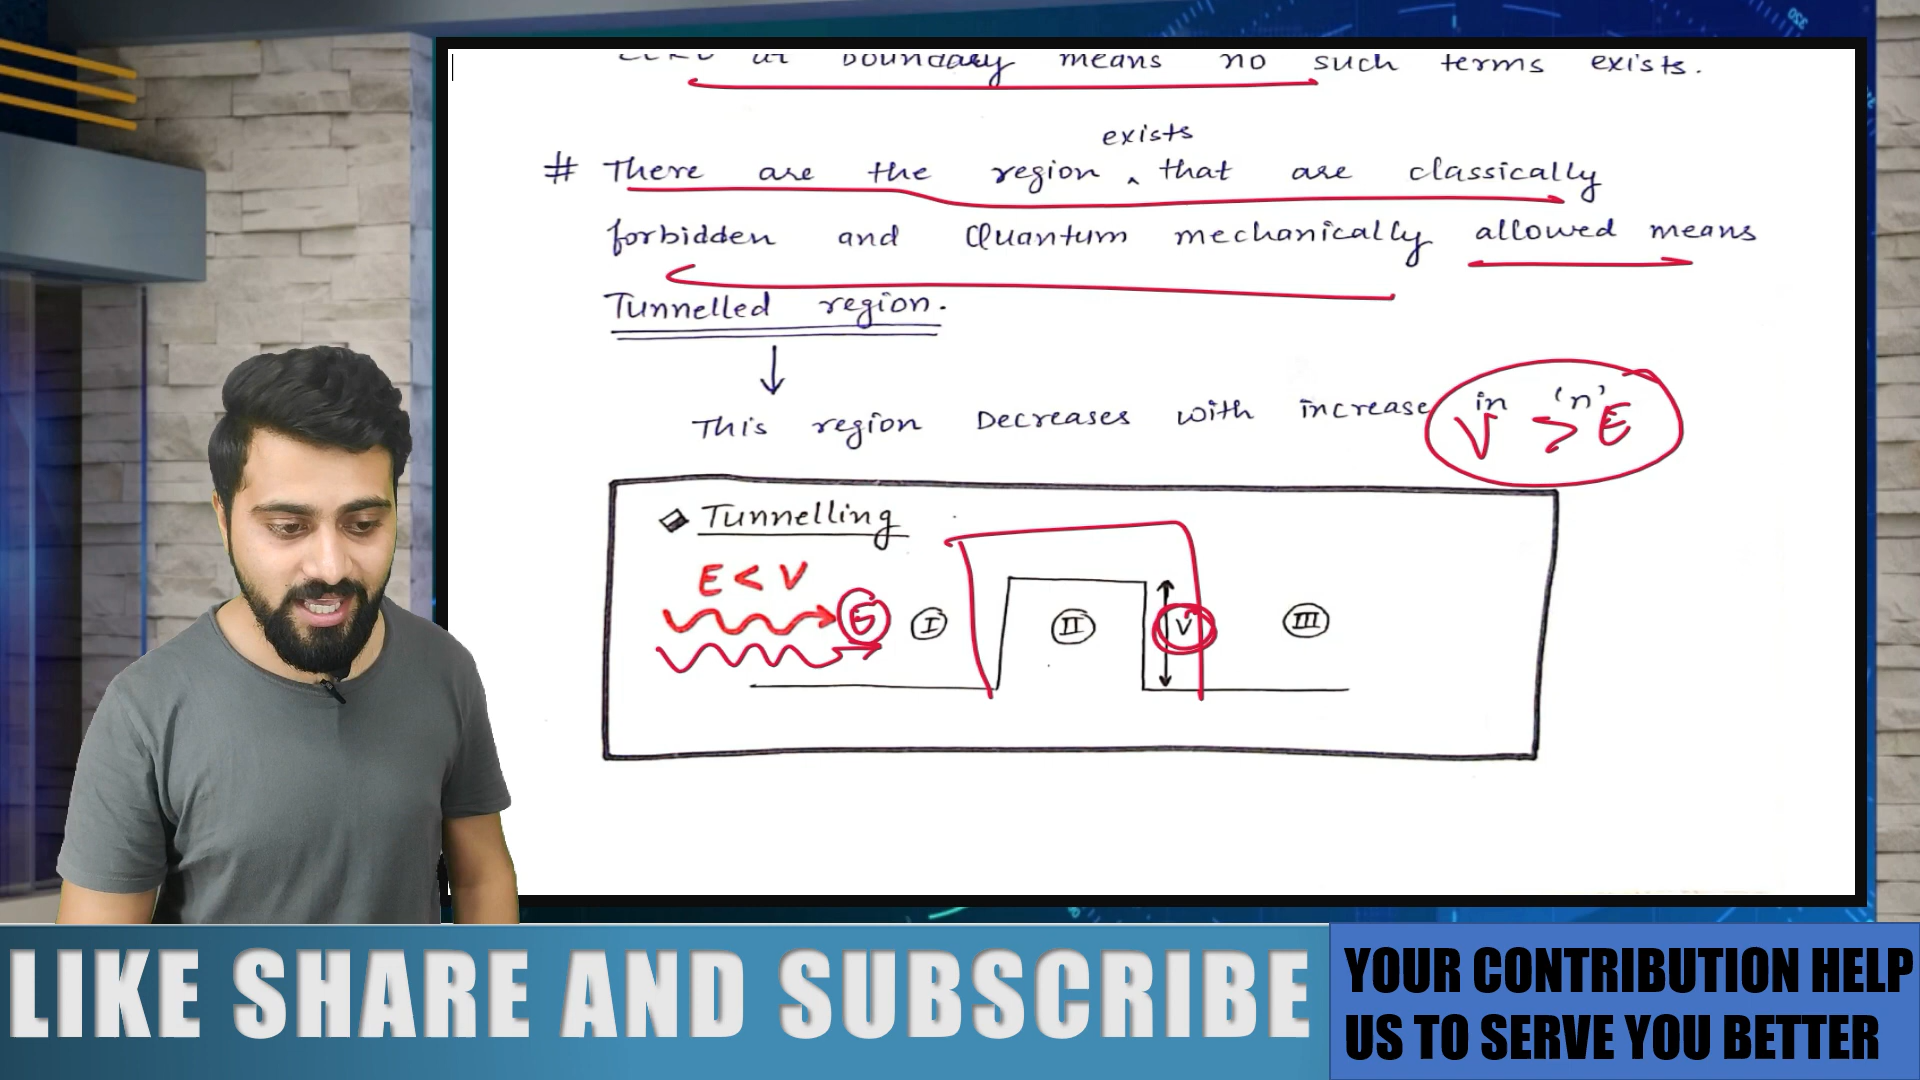 at boundary means no such terms exists.
exists
# There are the region ‸ that are classically
forbidden and Quantum mechanically allowed means
Tunnelled region.
↓
This region Decreases with increase in 'n'
V > E
Tunnelling
E < V
I
II
V
III
LIKE SHARE AND SUBSCRIBE
YOUR CONTRIBUTION HELP
US TO SERVE YOU BETTER